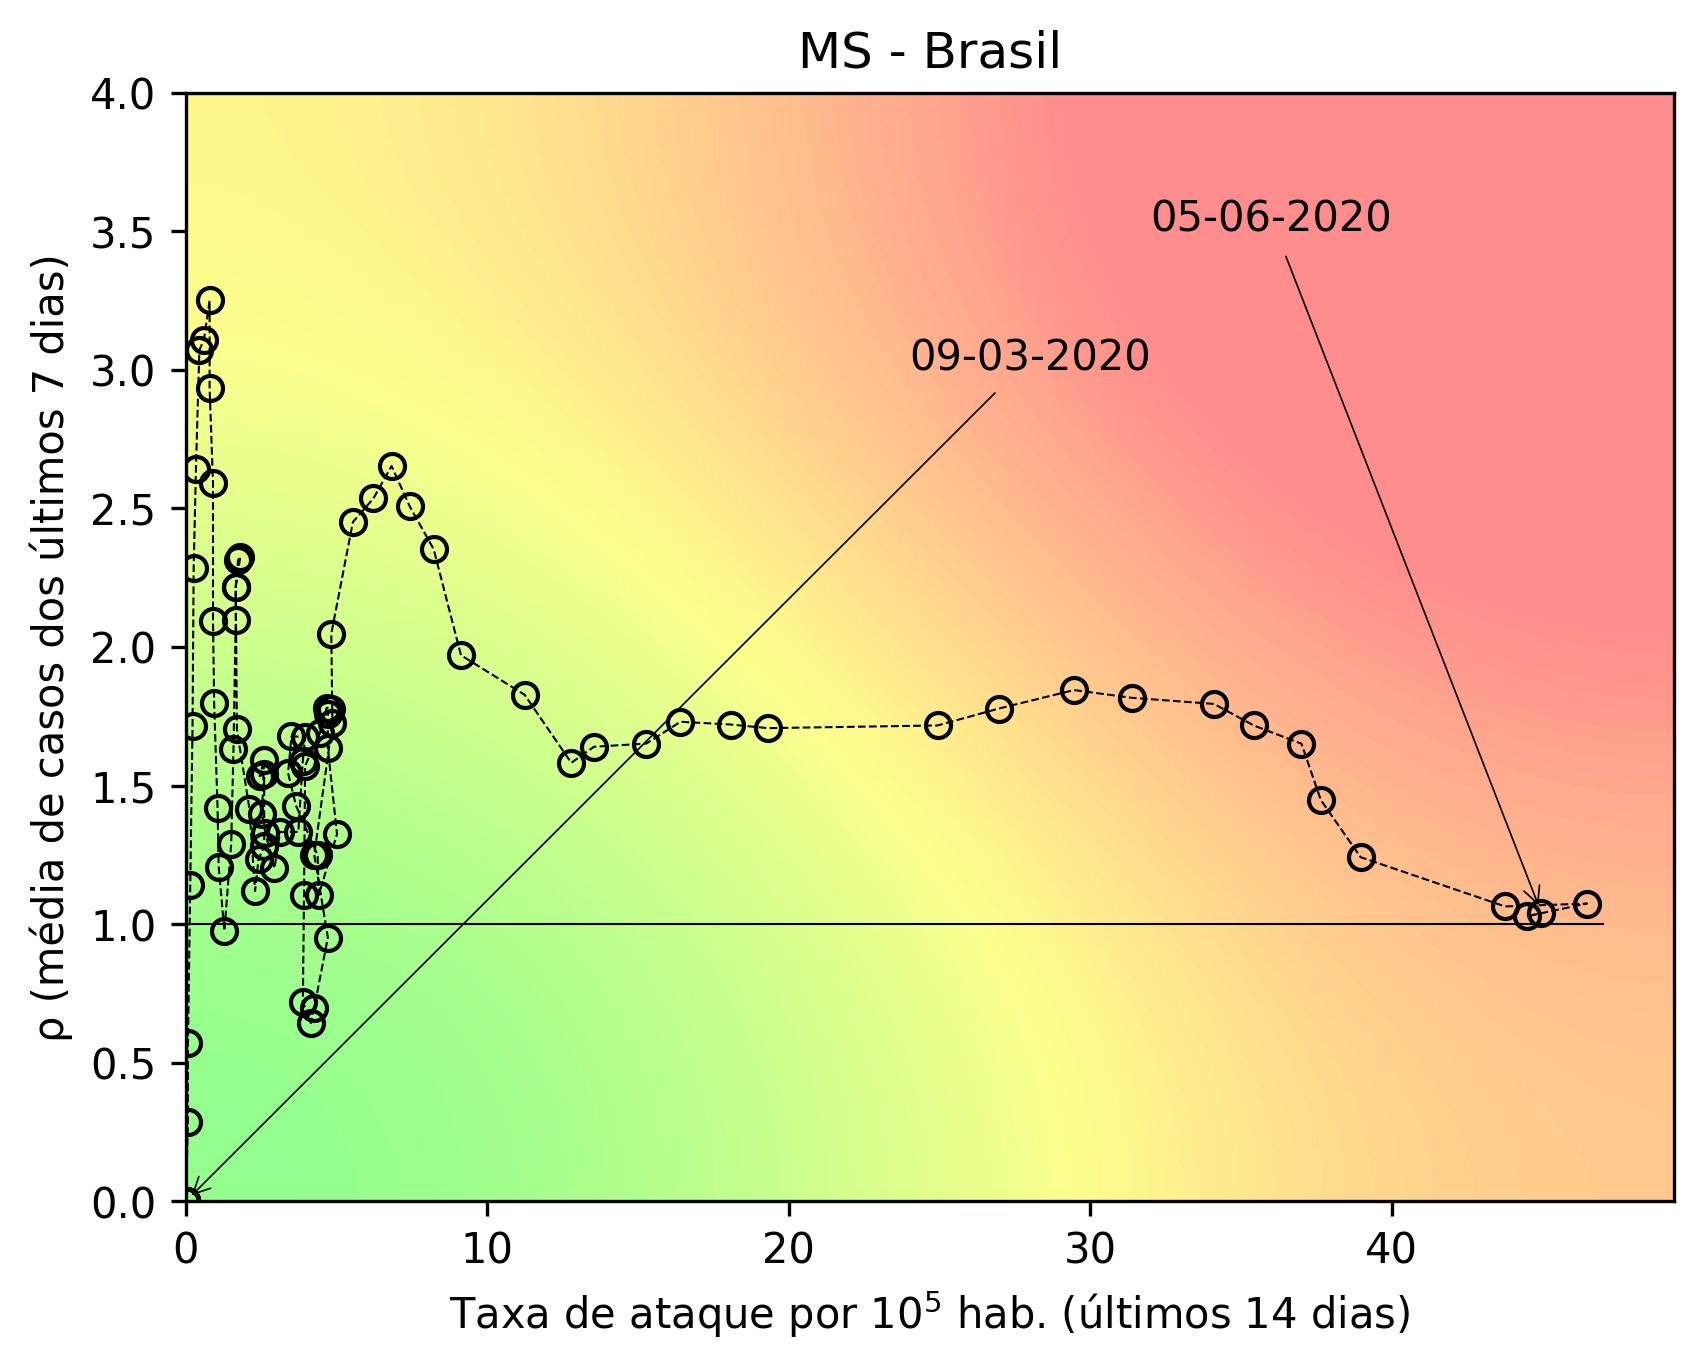 MS - Brasil
4.0
3.5
3.0
2.5
2.0
1.5
1.0
0.5
0.0
ρ (média de casos dos últimos 7 dias)
05-06-2020
09-03-2020
0 10 20 30 40
Taxa de ataque por 10⁵ hab. (últimos 14 dias)